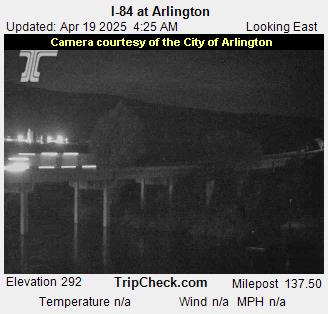 I-84 at Arlington
Updated: Apr 19 2025 4:25 AM Looking East
Camera courtesy of the City of Arlington
Elevation 292 TripCheck.com Milepost 137.50
Temperature n/a Wind n/a MPH n/a